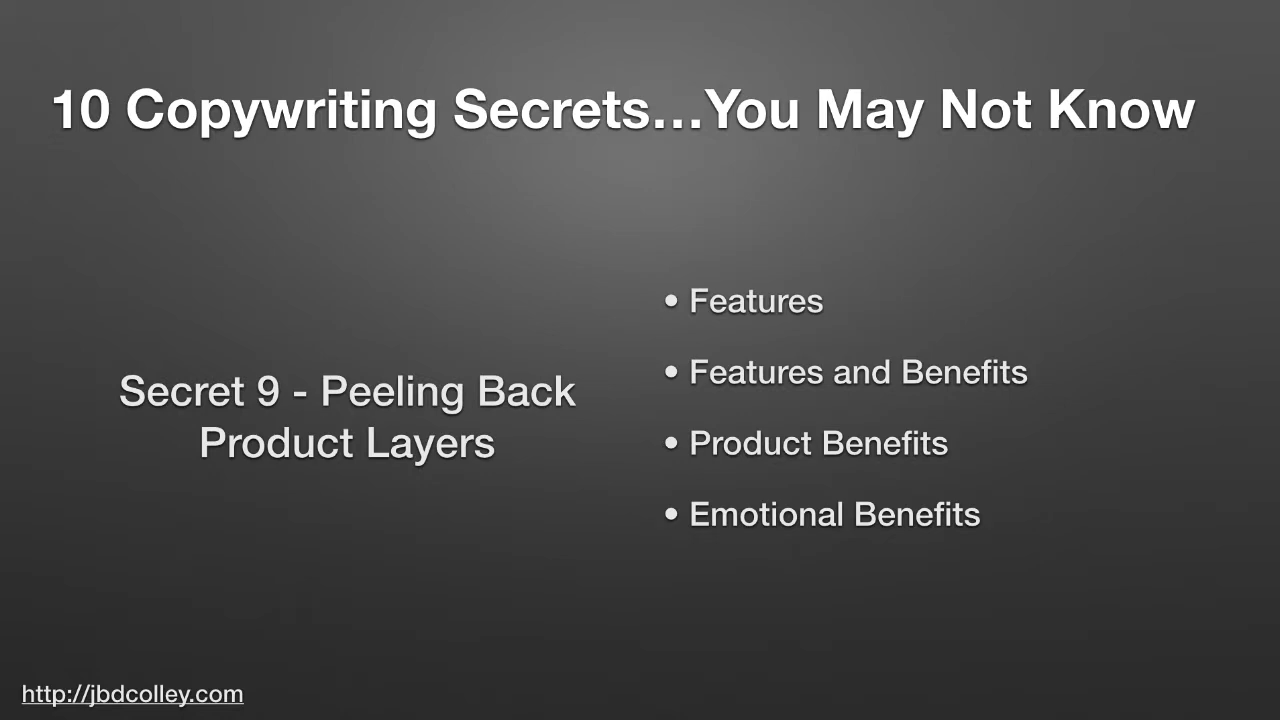 10 Copywriting Secrets…You May Not Know
Secret 9 - Peeling Back
Product Layers
• Features
• Features and Benefits
• Product Benefits
• Emotional Benefits
http://jbdcolley.com